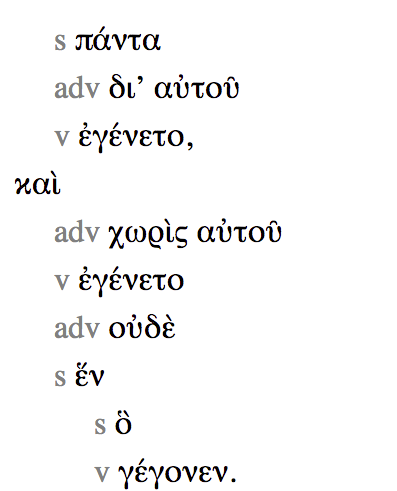 s πάντα
adv δι’ αὐτοῦ
v ἐγένετο,
καὶ
adv χωρὶς αὐτοῦ
v ἐγένετο
adv οὐδὲ
s ἕν
s ὃ
v γέγονεν.